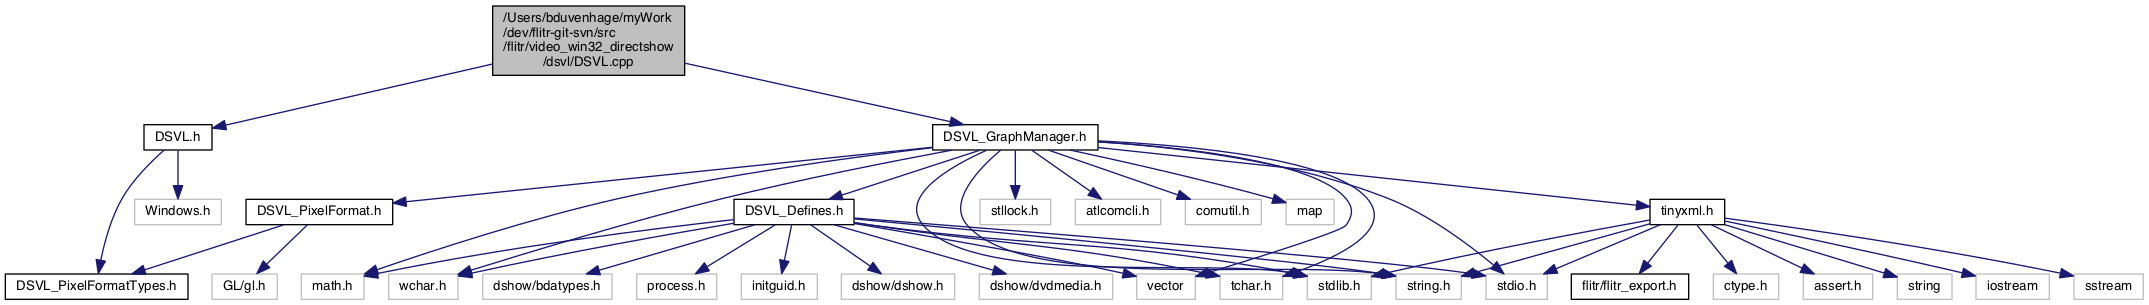 /Users/bduvenhage/myWork
/dev/flitr-git-svn/src
/flitr/video_win32_directshow
/dsvl/DSVL.cpp
DSVL.h
DSVL_GraphManager.h
Windows.h
DSVL_PixelFormat.h
DSVL_Defines.h
stllock.h
atlcomcli.h
comutil.h
map
tinyxml.h
DSVL_PixelFormatTypes.h
GL/gl.h
math.h
wchar.h
dshow/bdatypes.h
process.h
initguid.h
dshow/dshow.h
dshow/dvdmedia.h
vector
tchar.h
stdlib.h
string.h
stdio.h
flitr/flitr_export.h
ctype.h
assert.h
string
iostream
sstream